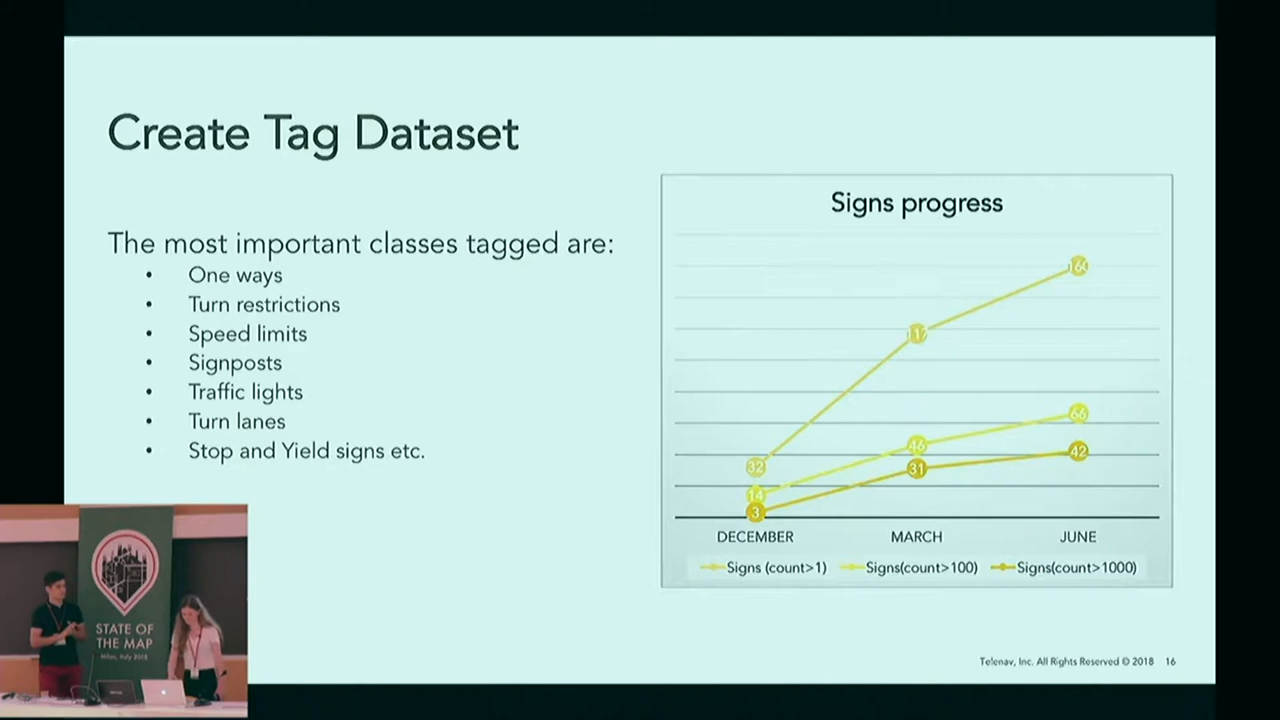 Create Tag Dataset
The most important classes tagged are:
• One ways
• Turn restrictions
• Speed limits
• Signposts
• Traffic lights
• Turn lanes
• Stop and Yield signs etc.
Signs progress
160
117
32
14
3
46
31
66
42
DECEMBER MARCH JUNE
Signs (count>1) Signs(count>100) Signs(count>1000)
STATE OF
THE MAP
Milan, Italy 2018
Telenav, Inc. All Rights Reserved © 2018 16